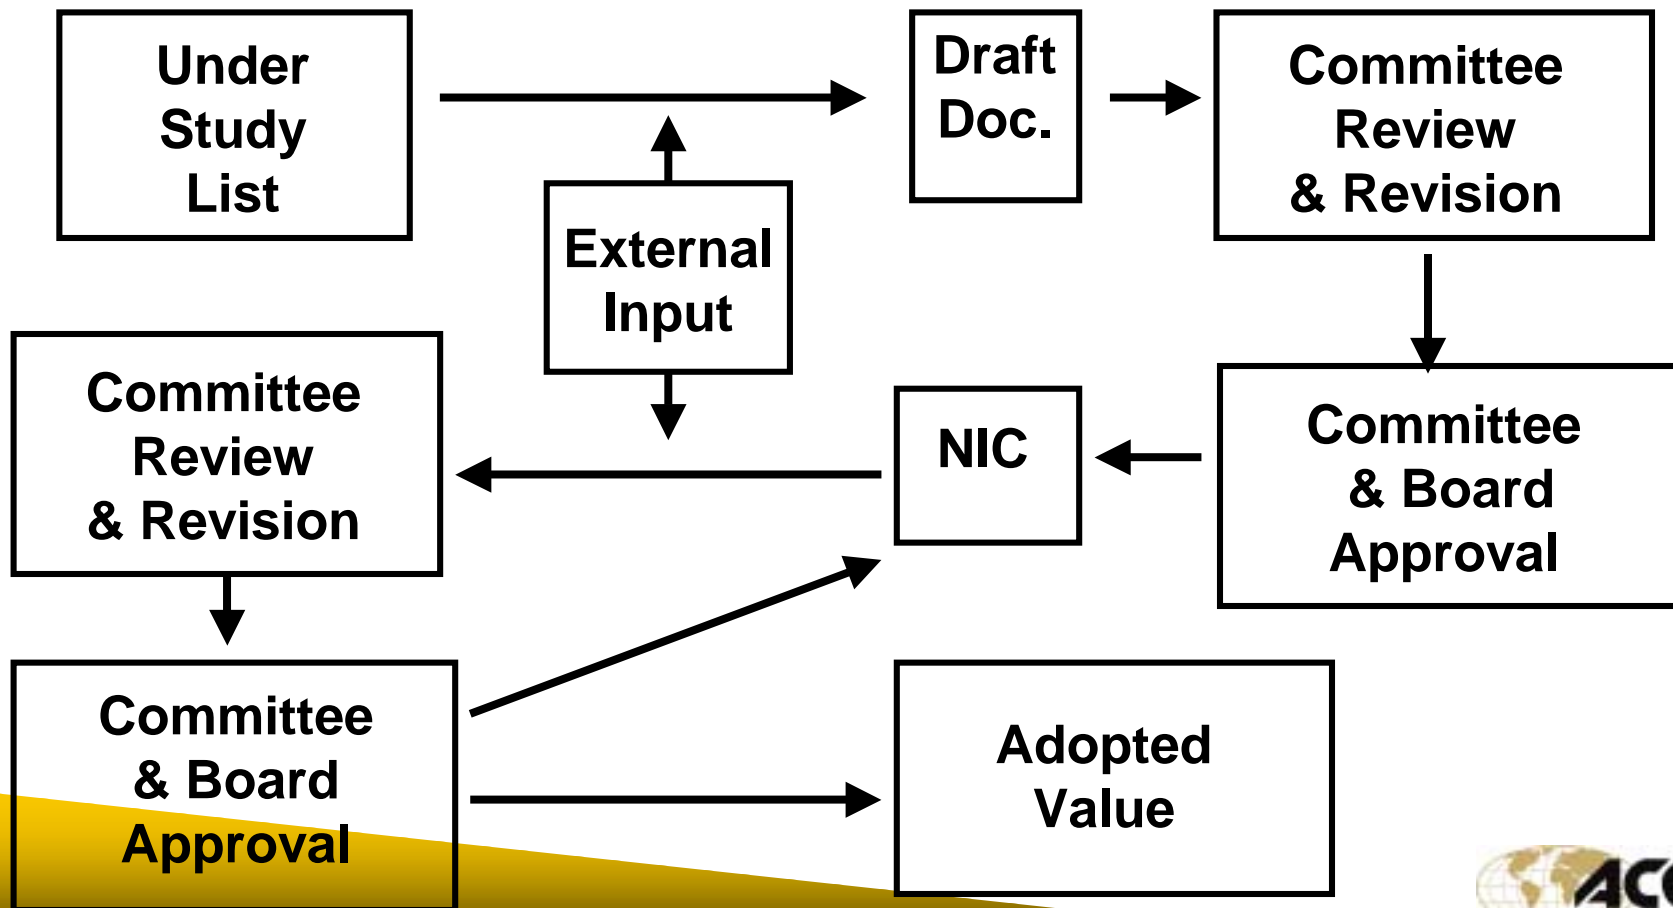 Under
Study
List
Draft
Doc.
Committee
Review
& Revision
External
Input
Committee
Review
& Revision
NIC
Committee
& Board
Approval
Committee
& Board
Approval
Adopted
Value